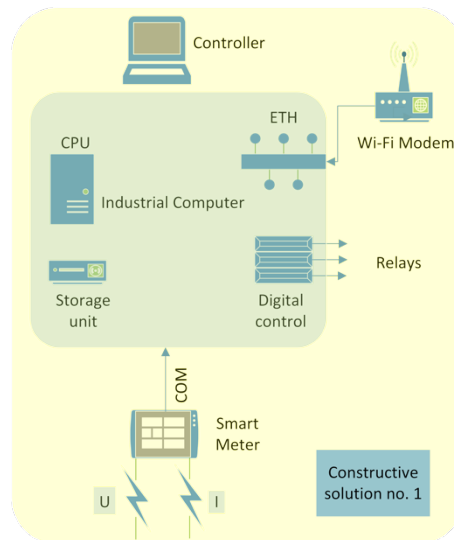 Controller
ETH
CPU
Wi-Fi Modem
Industrial Computer
Relays
Storage
unit
Digital
control
COM
Smart
Meter
U
I
Constructive
solution no. 1